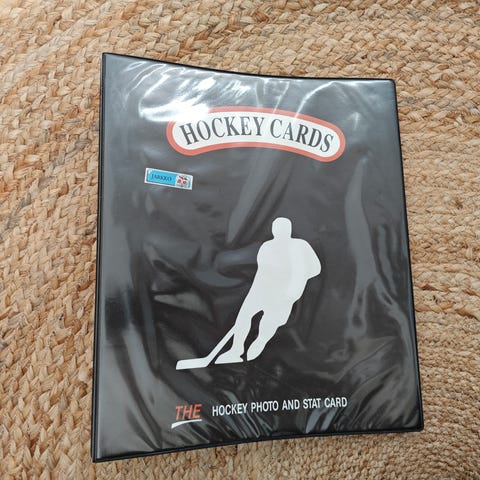 HOCKEY CARDS
JARKKO
THE HOCKEY PHOTO AND STAT CARD